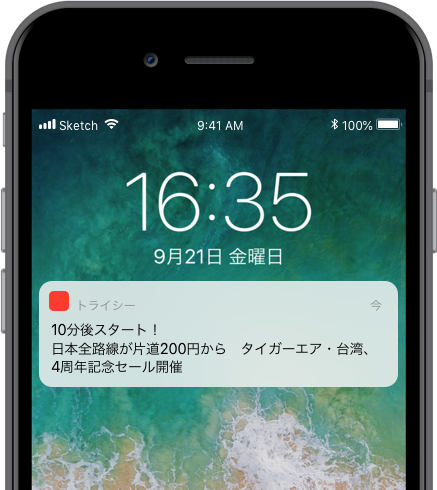 Sketch 9:41 AM 100%
16:35
9月21日 金曜日
トライシー 今
10分後スタート！
日本全路線が片道200円から　タイガーエア・台湾、
4周年記念セール開催